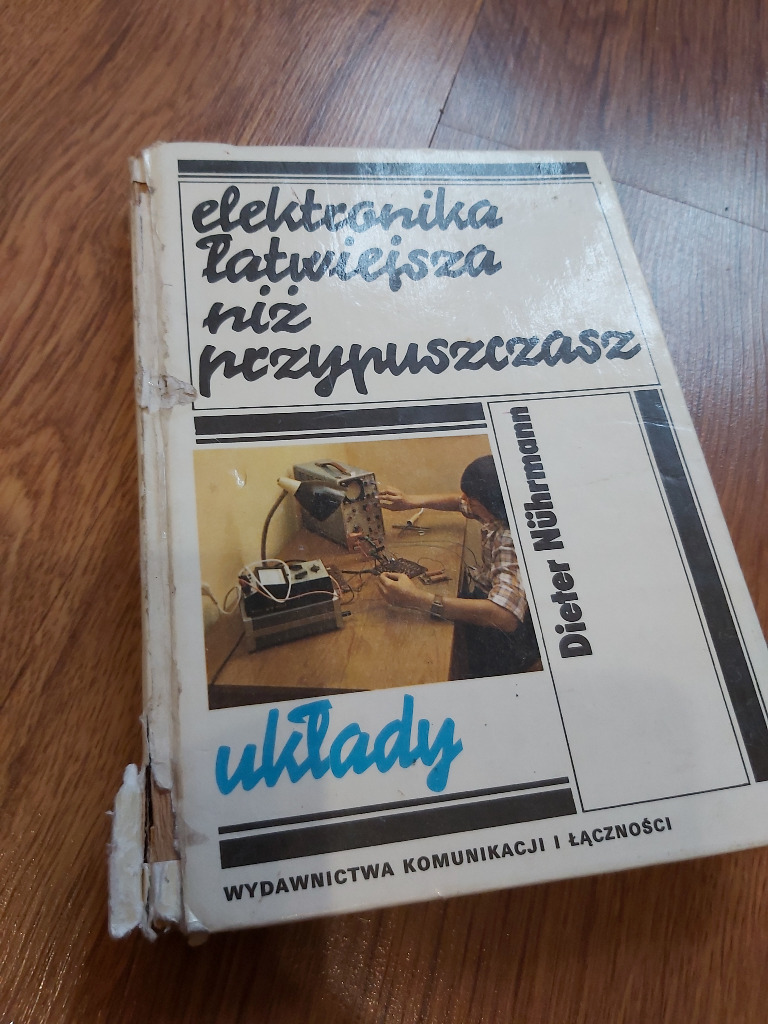 elektronika
łatwiejsza
niż
przypuszczasz
Dieter Nührmann
układy
WYDAWNICTWA KOMUNIKACJI I ŁĄCZNOŚCI